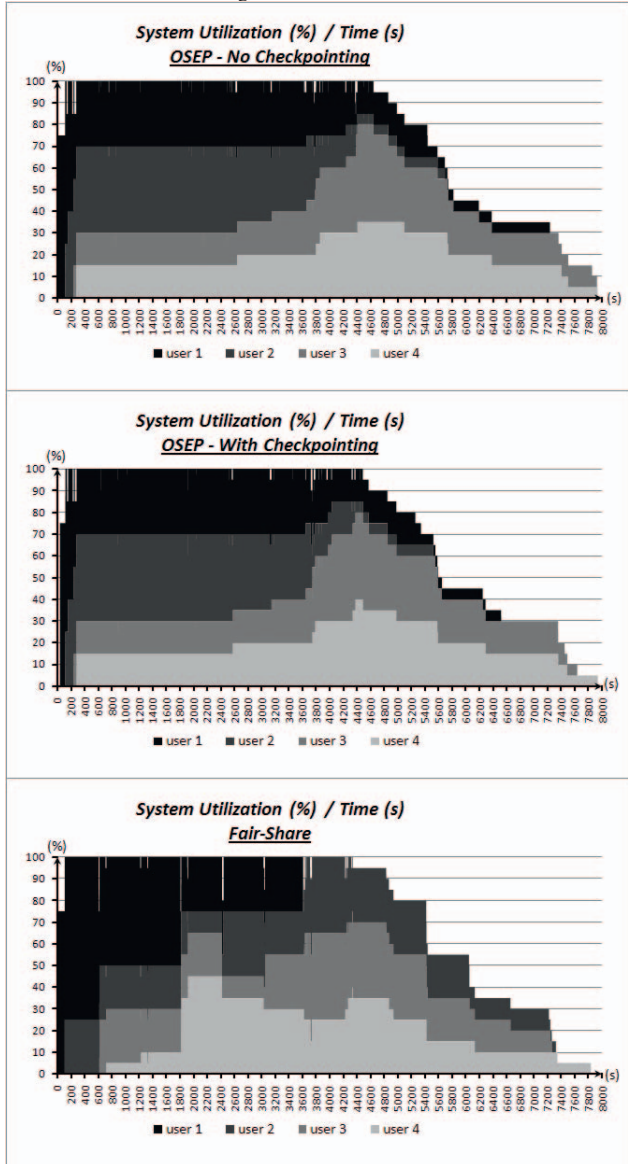 System Utilization (%) / Time (s)
OSEP - No Checkpointing
(%)
100
90
80
70
60
50
40
30
20
10
0
(s)
0 200 400 600 800 1000 1200 1400 1600 1800 2000 2200 2400 2600 2800 3000 3200 3400 3600 3800 4000 4200 4400 4600 4800 5000 5200 5400 5600 5800 6000 6200 6400 6600 6800 7000 7200 7400 7600 7800 8000
user 1 user 2 user 3 user 4
System Utilization (%) / Time (s)
OSEP - With Checkpointing
(%)
100
90
80
70
60
50
40
30
20
10
0
(s)
0 200 400 600 800 1000 1200 1400 1600 1800 2000 2200 2400 2600 2800 3000 3200 3400 3600 3800 4000 4200 4400 4600 4800 5000 5200 5400 5600 5800 6000 6200 6400 6600 6800 7000 7200 7400 7600 7800 8000
user 1 user 2 user 3 user 4
System Utilization (%) / Time (s)
Fair-Share
(%)
100
90
80
70
60
50
40
30
20
10
0
(s)
0 200 400 600 800 1000 1200 1400 1600 1800 2000 2200 2400 2600 2800 3000 3200 3400 3600 3800 4000 4200 4400 4600 4800 5000 5200 5400 5600 5800 6000 6200 6400 6600 6800 7000 7200 7400 7600 7800 8000
user 1 user 2 user 3 user 4